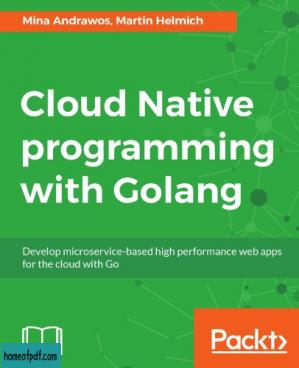 Mina Andrawos, Martin Helmich
Cloud Native
programming
with Golang
Develop microservice-based high performance web apps
for the cloud with Go
Packt>
homeofpdf.com